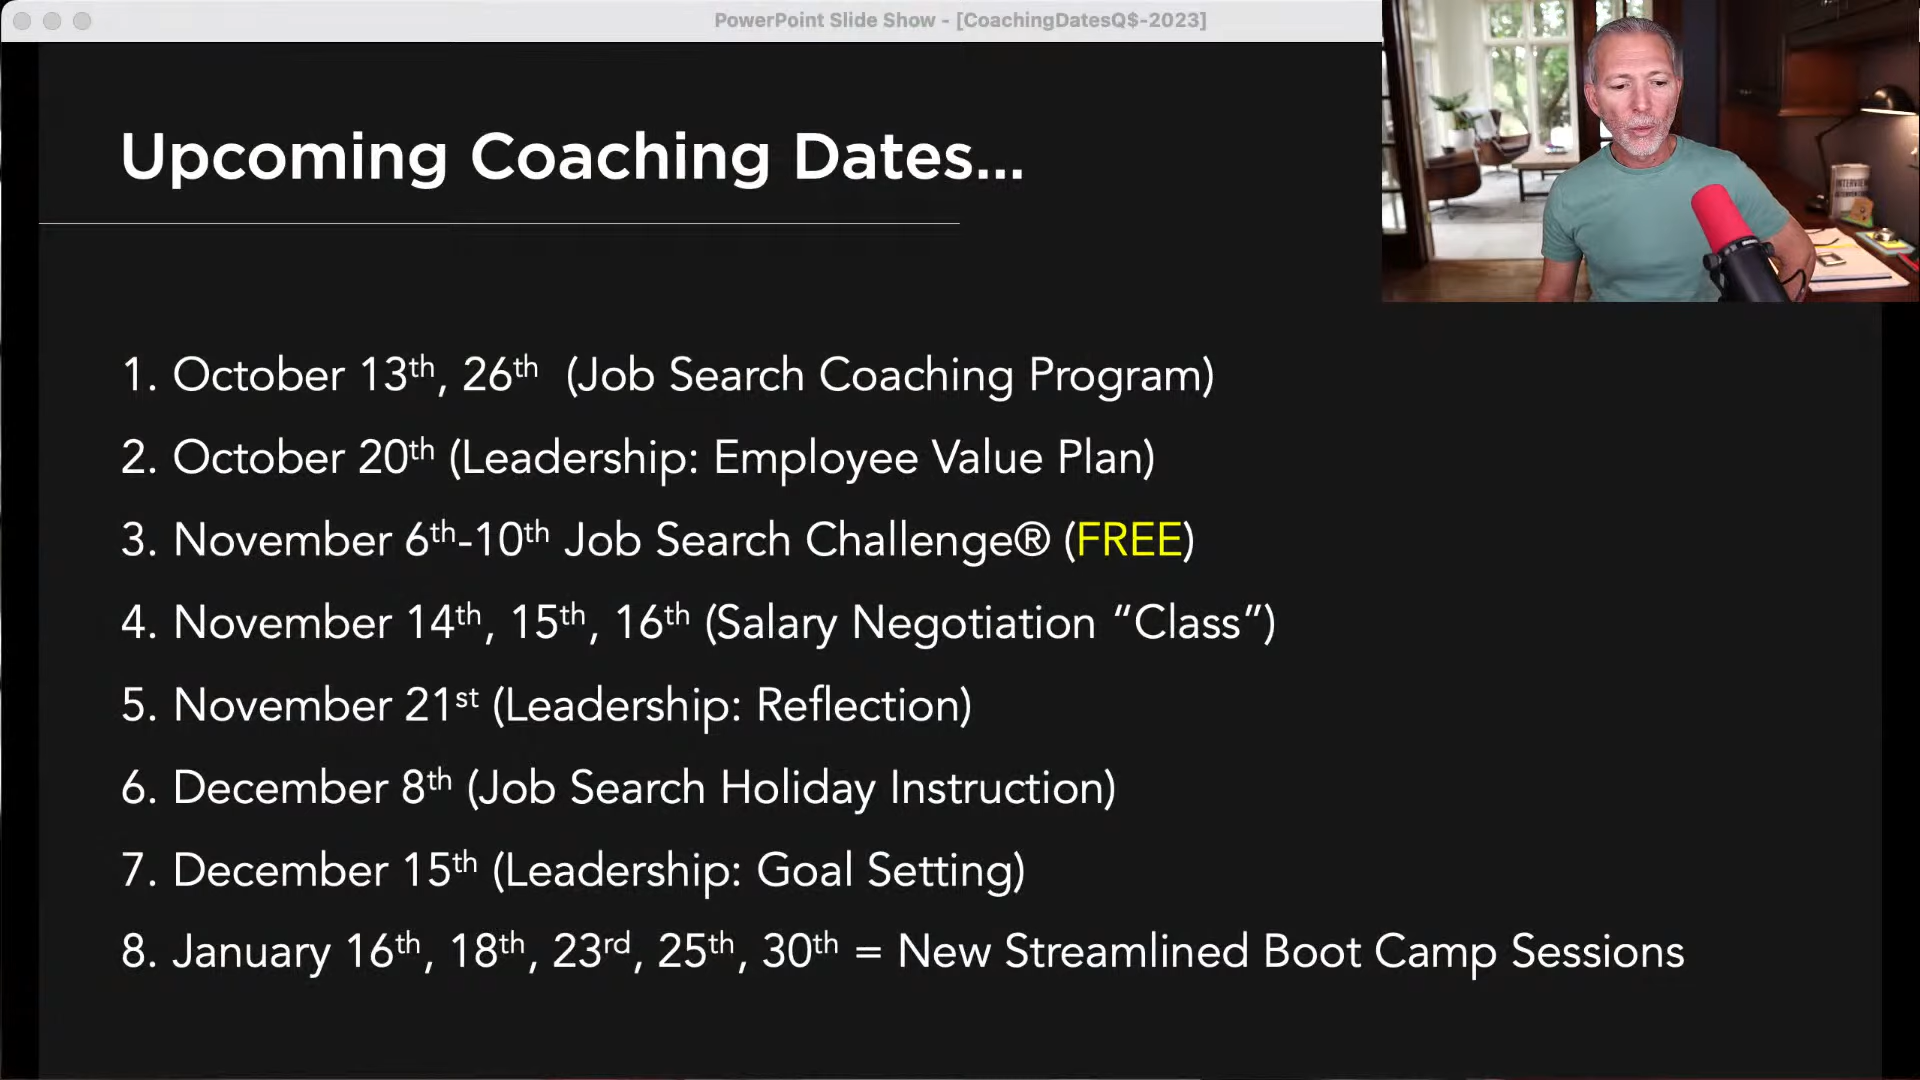 PowerPoint Slide Show - [CoachingDatesQ$-2023]
Upcoming Coaching Dates...
1. October 13th, 26th (Job Search Coaching Program)
2. October 20th (Leadership: Employee Value Plan)
3. November 6th-10th Job Search Challenge® (FREE)
4. November 14th, 15th, 16th (Salary Negotiation “Class”)
5. November 21st (Leadership: Reflection)
6. December 8th (Job Search Holiday Instruction)
7. December 15th (Leadership: Goal Setting)
8. January 16th, 18th, 23rd, 25th, 30th = New Streamlined Boot Camp Sessions
INTERVIEW